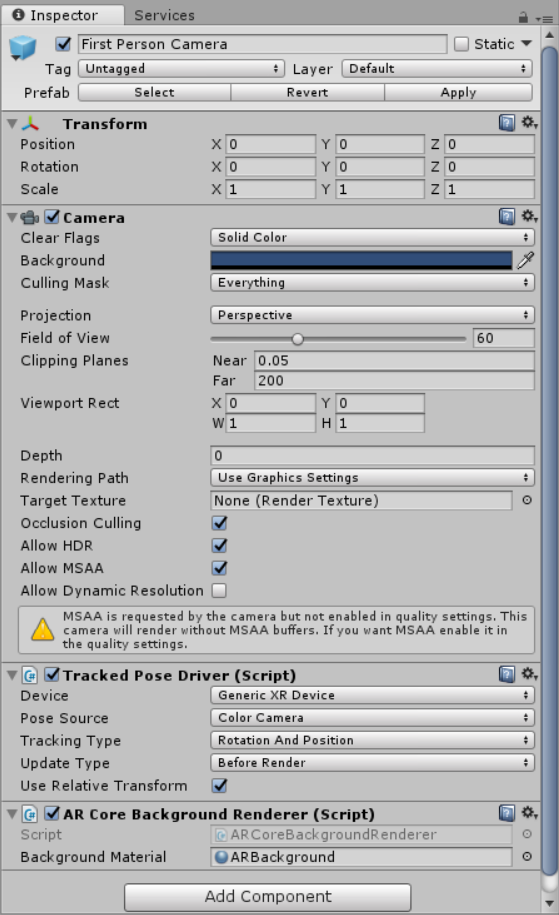 Inspector Services
First Person Camera Static
Tag Untagged Layer Default
Prefab Select Revert Apply
Transform
Position X 0 Y 0 Z 0
Rotation X 0 Y 0 Z 0
Scale X 1 Y 1 Z 1
Camera
Clear Flags Solid Color
Background
Culling Mask Everything
Projection Perspective
Field of View 60
Clipping Planes Near 0.05
Far 200
Viewport Rect X 0 Y 0
W 1 H 1
Depth 0
Rendering Path Use Graphics Settings
Target Texture None (Render Texture)
Occlusion Culling
Allow HDR
Allow MSAA
Allow Dynamic Resolution
MSAA is requested by the camera but not enabled in quality settings. This
camera will render without MSAA buffers. If you want MSAA enable it in
the quality settings.
Tracked Pose Driver (Script)
Device Generic XR Device
Pose Source Color Camera
Tracking Type Rotation And Position
Update Type Before Render
Use Relative Transform
AR Core Background Renderer (Script)
Script ARCoreBackgroundRenderer
Background Material ARBackground
Add Component